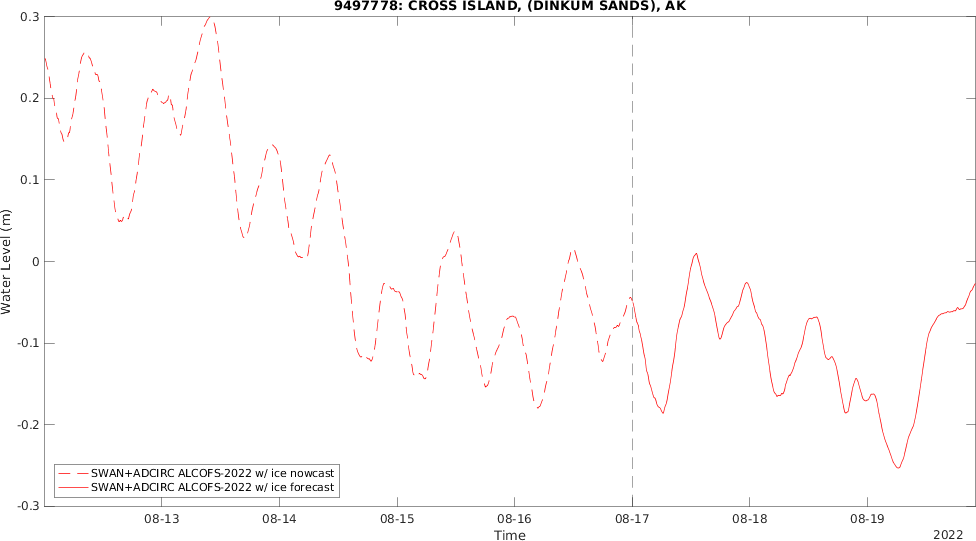 9497778: CROSS ISLAND, (DINKUM SANDS), AK
0.3
0.2
0.1
0
-0.1
-0.2
-0.3
Water Level (m)
SWAN+ADCIRC ALCOFS-2022 w/ ice nowcast
SWAN+ADCIRC ALCOFS-2022 w/ ice forecast
08-13 08-14 08-15 08-16 08-17 08-18 08-19
Time
2022